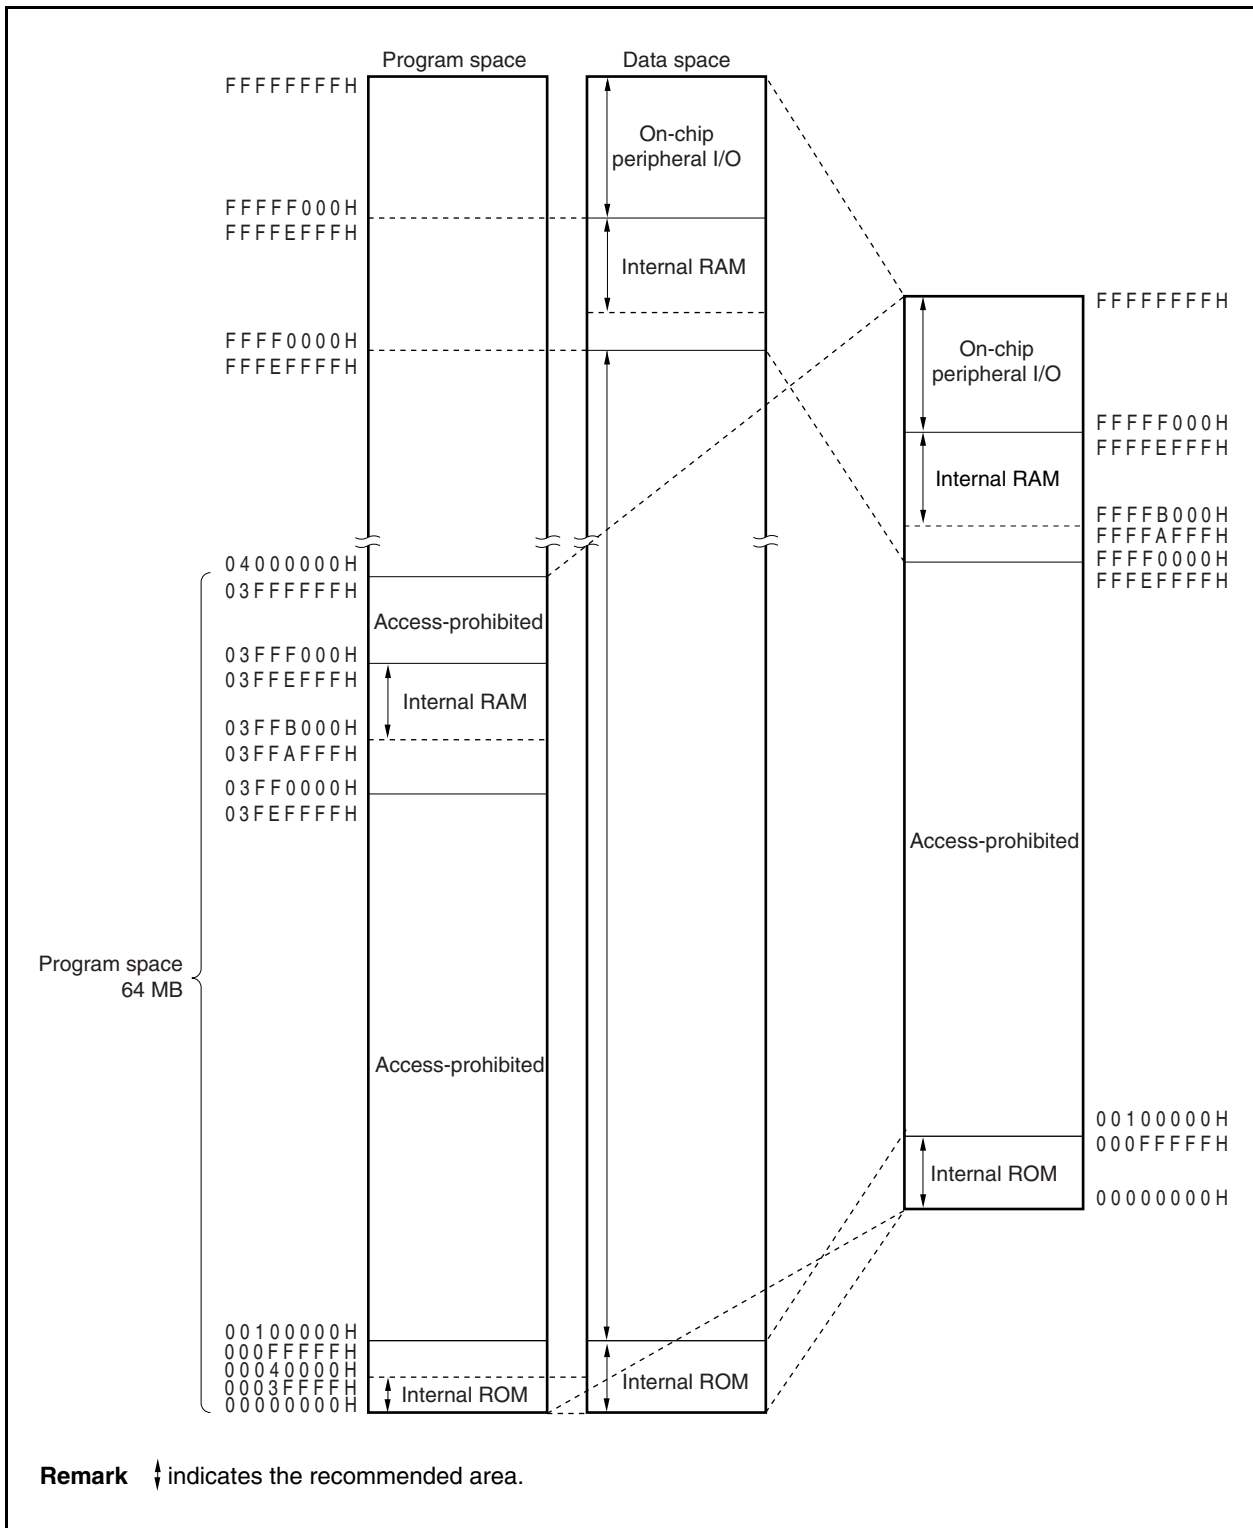 Program space
Data space
FFFFFFFFH
On-chip
peripheral I/O
FFFFF000H
FFFFEFFFH
Internal RAM
FFFF0000H
FFFEFFFFH
04000000H
03FFFFFFH
Access-prohibited
03FFF000H
03FFEFFFH
Internal RAM
03FFB000H
03FFAFFFH
03FF0000H
03FEFFFFH
Program space
64 MB
Access-prohibited
00100000H
000FFFFFH
00040000H
0003FFFFH
00000000H
Internal ROM
Internal ROM
FFFFFFFFH
On-chip
peripheral I/O
FFFFF000H
FFFFEFFFH
Internal RAM
FFFFB000H
FFFFAFFFH
FFFF0000H
FFFEFFFFH
Access-prohibited
00100000H
000FFFFFH
Internal ROM
00000000H
Remark indicates the recommended area.